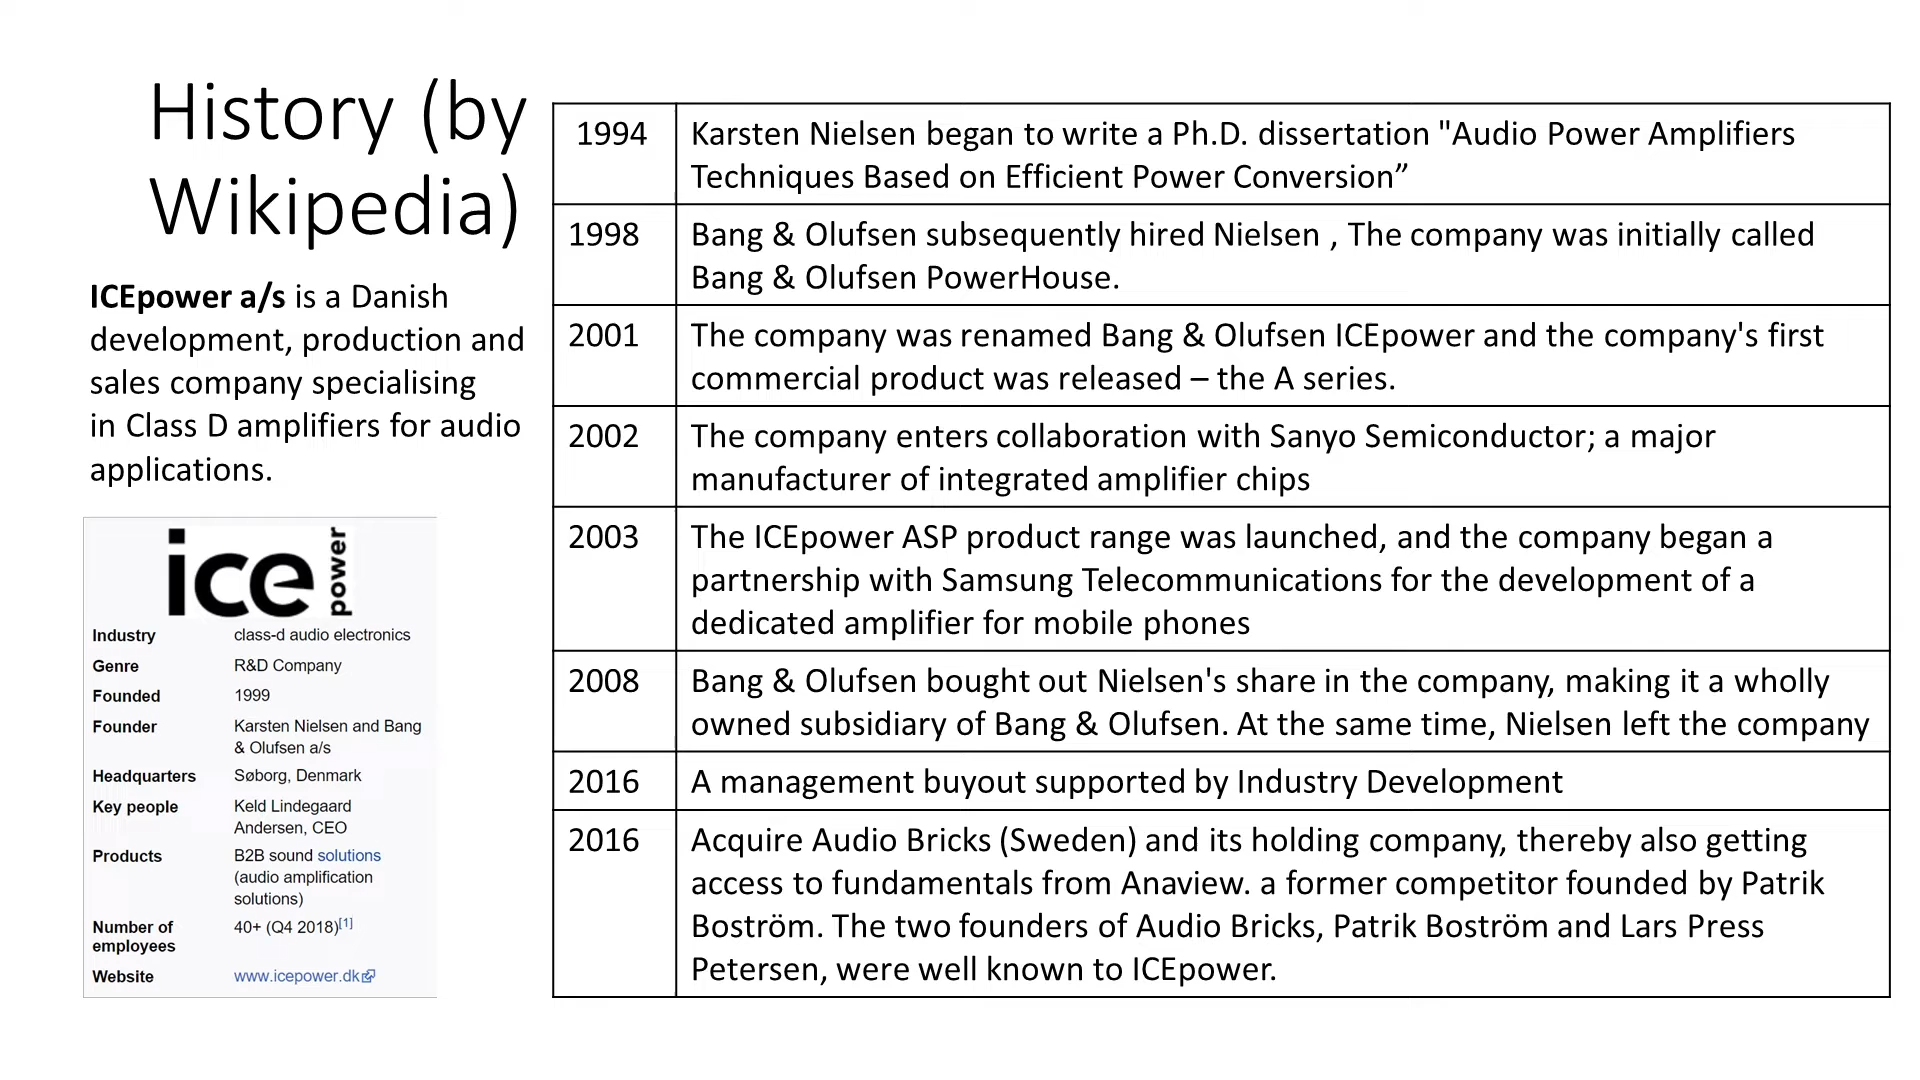 History (by
Wikipedia)
ICEpower a/s is a Danish
development, production and
sales company specialising
in Class D amplifiers for audio
applications.
ice power
Industry class-d audio electronics
Genre R&D Company
Founded 1999
Founder Karsten Nielsen and Bang
& Olufsen a/s
Headquarters Søborg, Denmark
Key people Keld Lindegaard
Andersen, CEO
Products B2B sound solutions
(audio amplification
solutions)
Number of 40+ (Q4 2018)[1]
employees
Website www.icepower.dk
1994 Karsten Nielsen began to write a Ph.D. dissertation "Audio Power Amplifiers
Techniques Based on Efficient Power Conversion”
1998 Bang & Olufsen subsequently hired Nielsen , The company was initially called
Bang & Olufsen PowerHouse.
2001 The company was renamed Bang & Olufsen ICEpower and the company's first
commercial product was released – the A series.
2002 The company enters collaboration with Sanyo Semiconductor; a major
manufacturer of integrated amplifier chips
2003 The ICEpower ASP product range was launched, and the company began a
partnership with Samsung Telecommunications for the development of a
dedicated amplifier for mobile phones
2008 Bang & Olufsen bought out Nielsen's share in the company, making it a wholly
owned subsidiary of Bang & Olufsen. At the same time, Nielsen left the company
2016 A management buyout supported by Industry Development
2016 Acquire Audio Bricks (Sweden) and its holding company, thereby also getting
access to fundamentals from Anaview. a former competitor founded by Patrik
Boström. The two founders of Audio Bricks, Patrik Boström and Lars Press
Petersen, were well known to ICEpower.